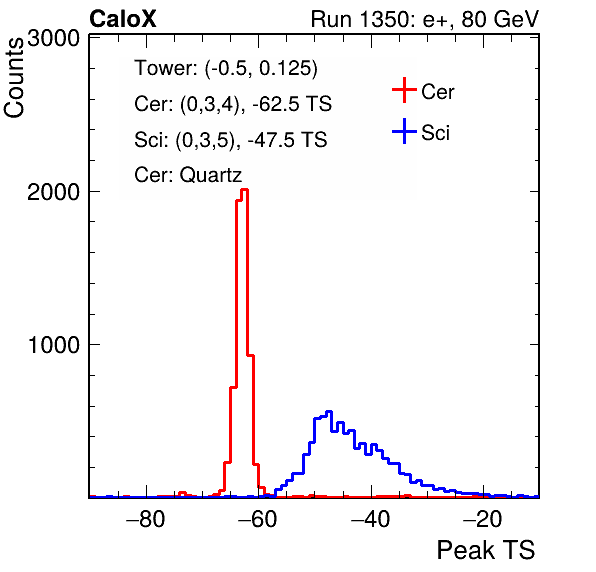 CaloX Run 1350: e+, 80 GeV
Counts
3000
2000
1000
Tower: (-0.5, 0.125)
Cer: (0,3,4), -62.5 TS
Sci: (0,3,5), -47.5 TS
Cer: Quartz
Cer
Sci
−80 −60 −40 −20
Peak TS